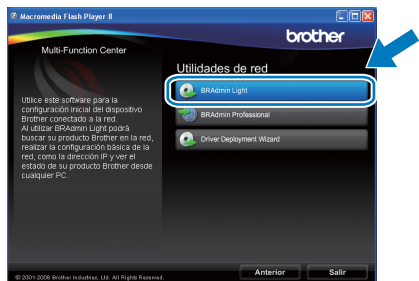 Macromedia Flash Player 8
brother
Multi-Function Center
Utilidades de red
BRAdmin Light
BRAdmin Professional
Driver Deployment Wizard
Utilice este software para la
configuración inicial del dispositivo
Brother conectado a la red.
Al utilizar BRAdmin Light podrá
buscar su producto Brother en la red,
realizar la configuración básica de la
red, como la dirección IP y ver el
estado de su producto Brother desde
cualquier PC.
© 2001-2008 Brother Industries, Ltd. All Rights Reserved.
Anterior
Salir